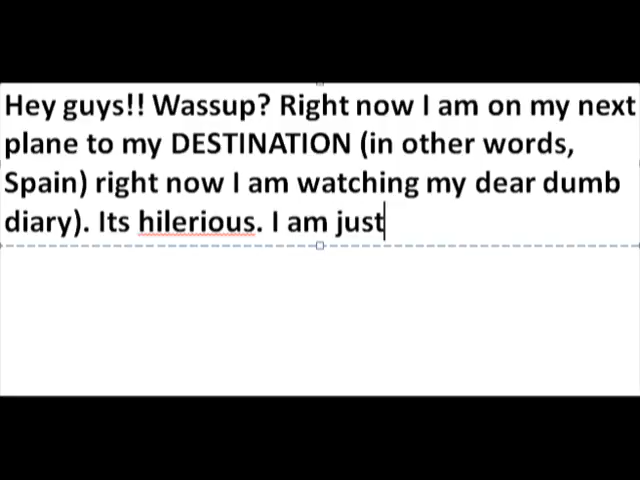 Hey guys!! Wassup? Right now I am on my next
plane to my DESTINATION (in other words,
Spain) right now I am watching my dear dumb
diary). Its hilerious. I am just